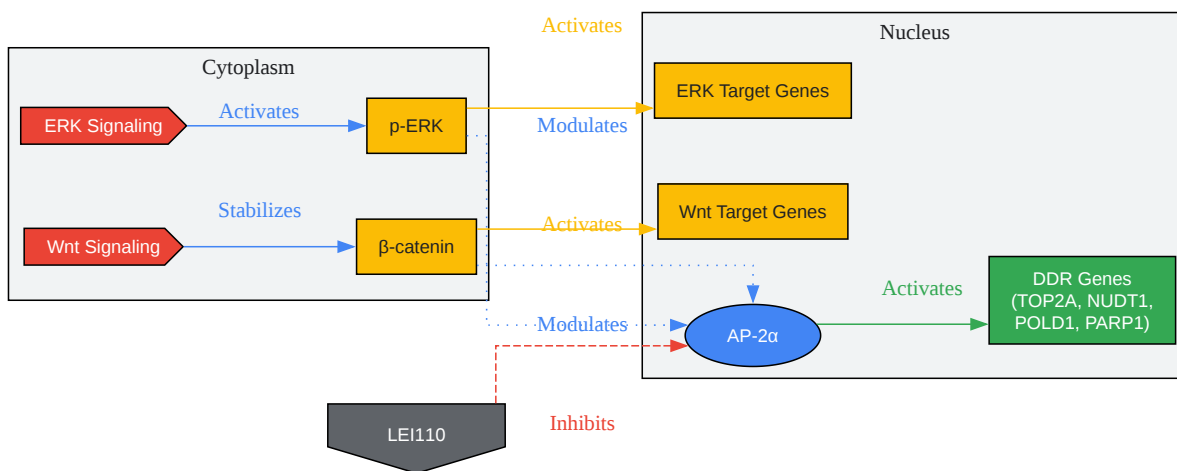 Activates
Nucleus
Cytoplasm
ERK Target Genes
ERK Signaling
Activates
p-ERK
Modulates
Stabilizes
Wnt Target Genes
Wnt Signaling
β-catenin
Activates
DDR Genes
(TOP2A, NUDT1,
POLD1, PARP1)
Activates
Modulates
AP-2α
LEI110
Inhibits